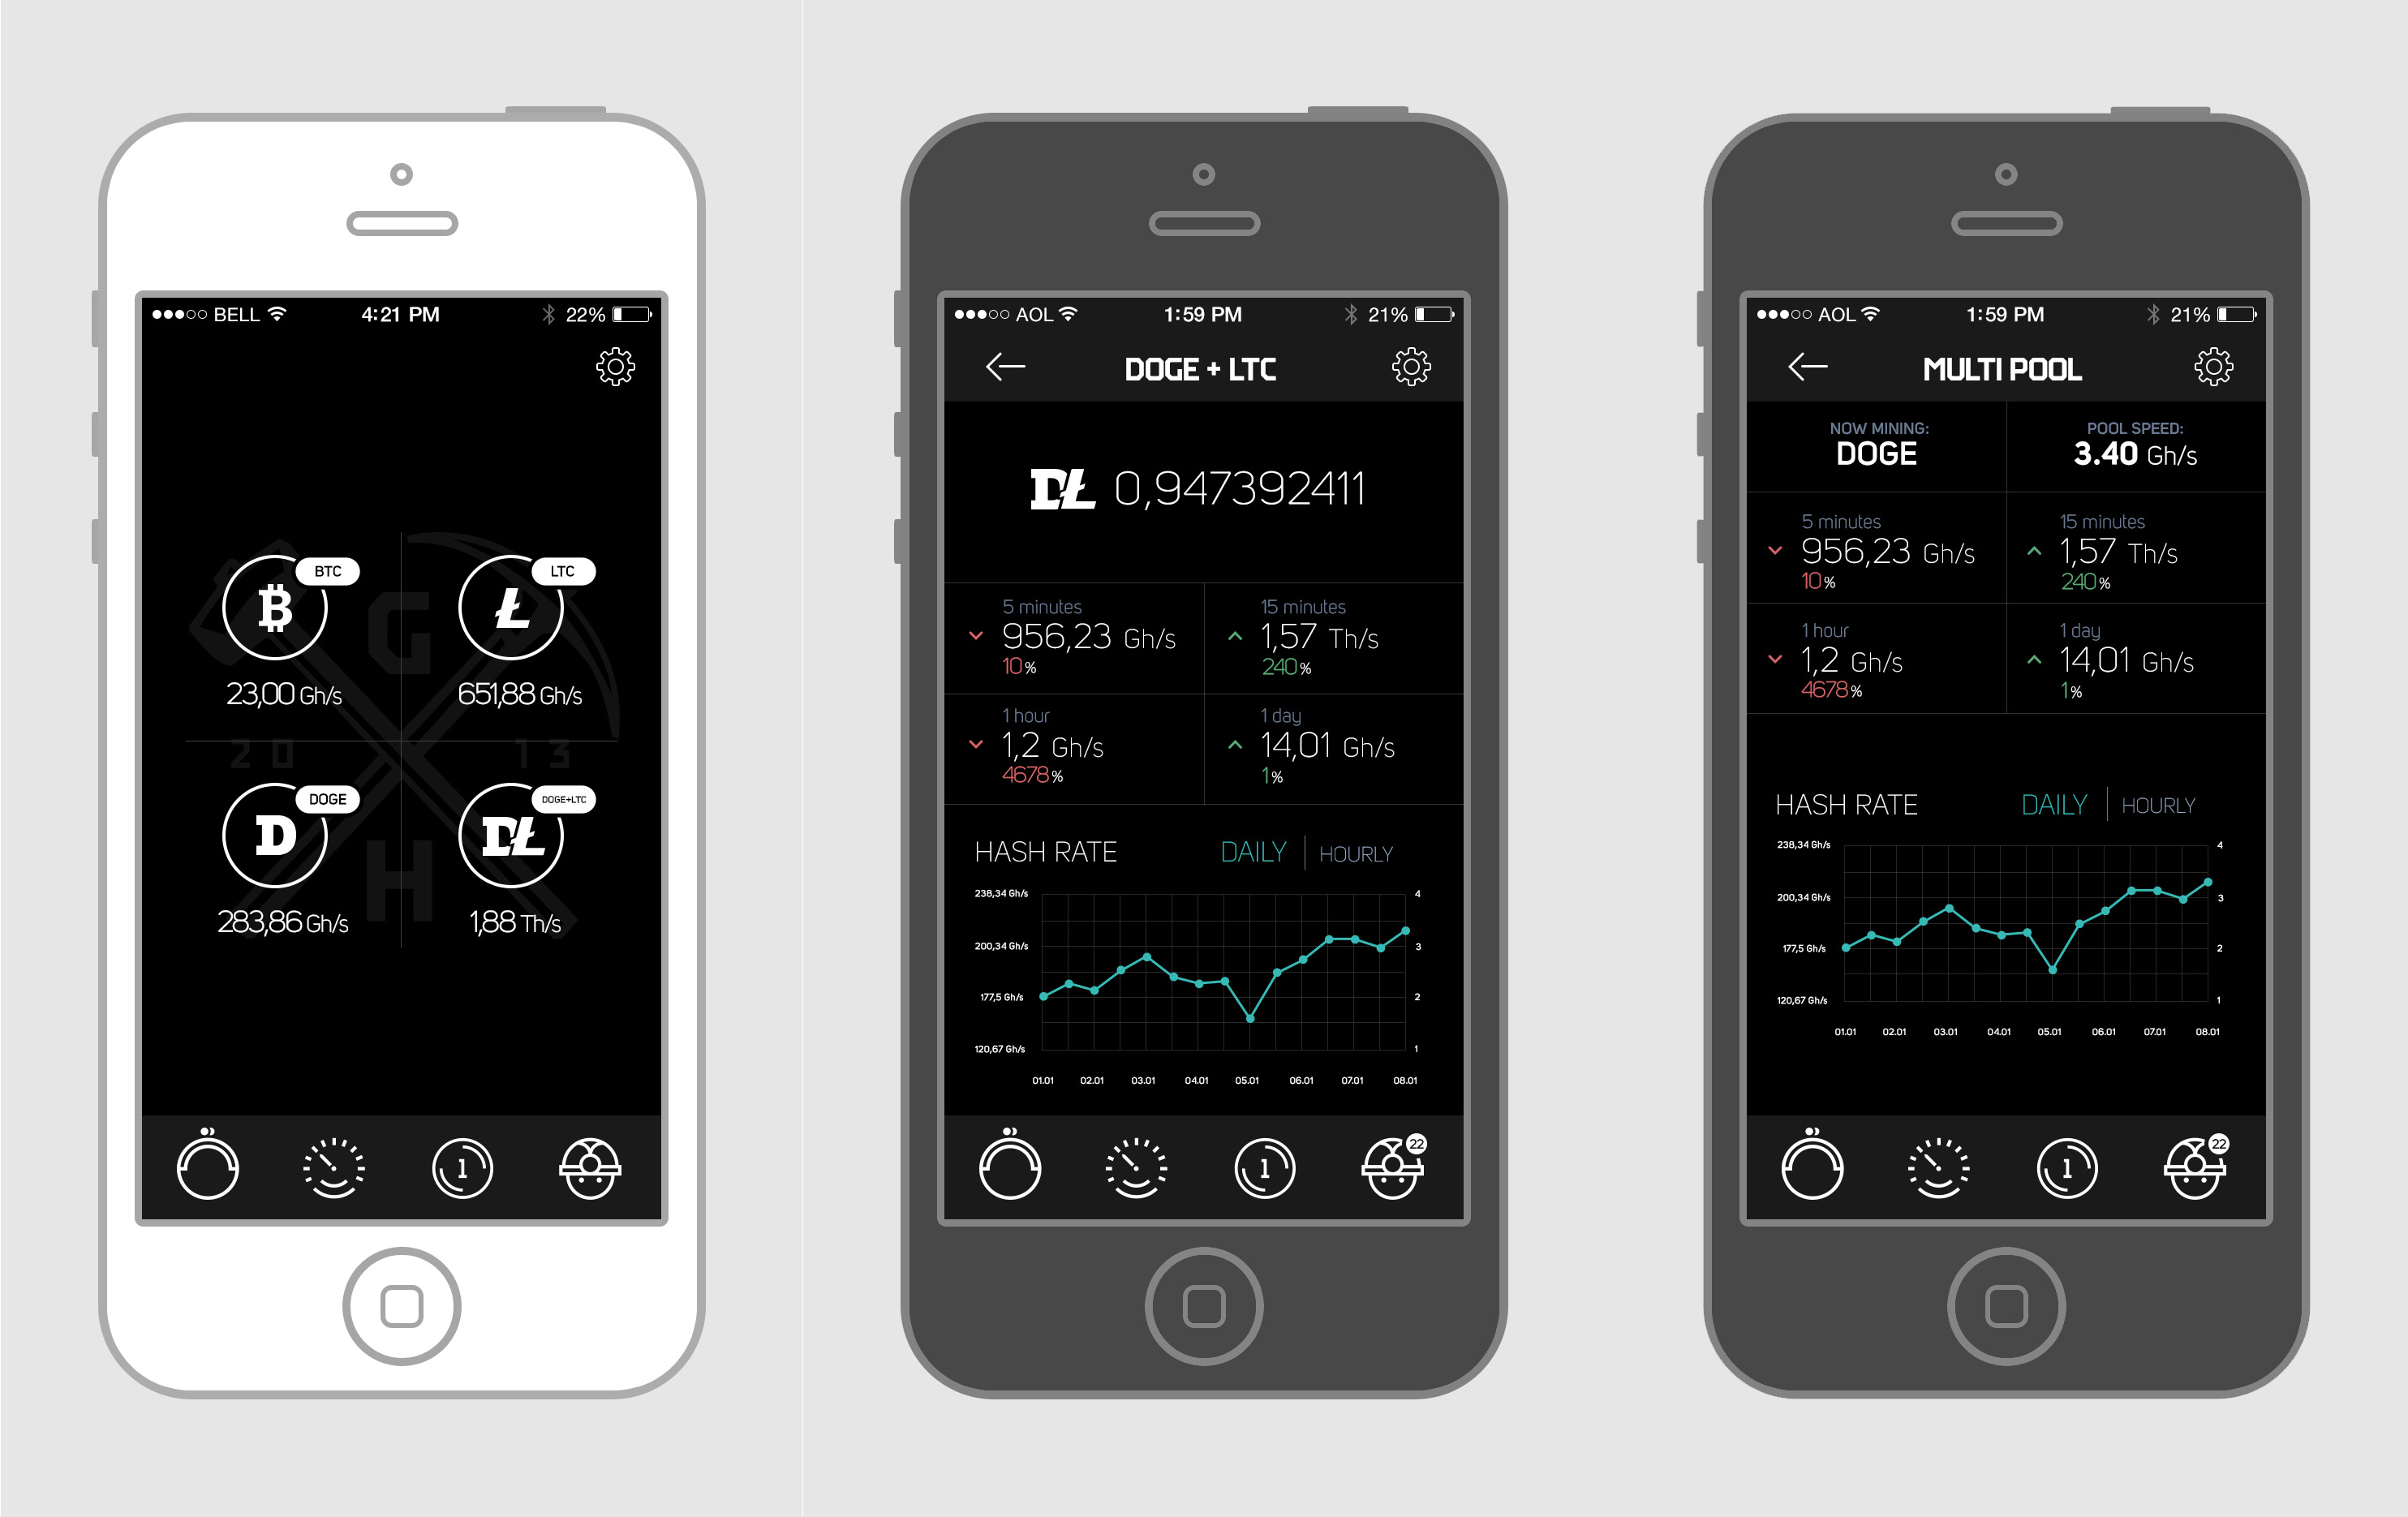 BELL 4:21 PM 22%
BTC
LTC
G
23,00 Gh/s
651,88 Gh/s
20 13
DOGE
DOGE+LTC
H
283,86 Gh/s
1,88 Th/s
1
AOL 1:59 PM 21%
DOGE + LTC
DŁ 0,947392411
5 minutes
956,23 Gh/s
10%
15 minutes
1,57 Th/s
240%
1 hour
1,2 Gh/s
4678%
1 day
14,01 Gh/s
1%
HASH RATE DAILY HOURLY
238,34 Gh/s 4
200,34 Gh/s 3
177,5 Gh/s 2
120,67 Gh/s 1
01.01 02.01 03.01 04.01 05.01 06.01 07.01 08.01
1 22
AOL 1:59 PM 21%
MULTI POOL
NOW MINING:
DOGE
POOL SPEED:
3.40 Gh/s
5 minutes
956,23 Gh/s
10%
15 minutes
1,57 Th/s
240%
1 hour
1,2 Gh/s
4678%
1 day
14,01 Gh/s
1%
HASH RATE DAILY HOURLY
238,34 Gh/s 4
200,34 Gh/s 3
177,5 Gh/s 2
120,67 Gh/s 1
01.01 02.01 03.01 04.01 05.01 06.01 07.01 08.01
1 22